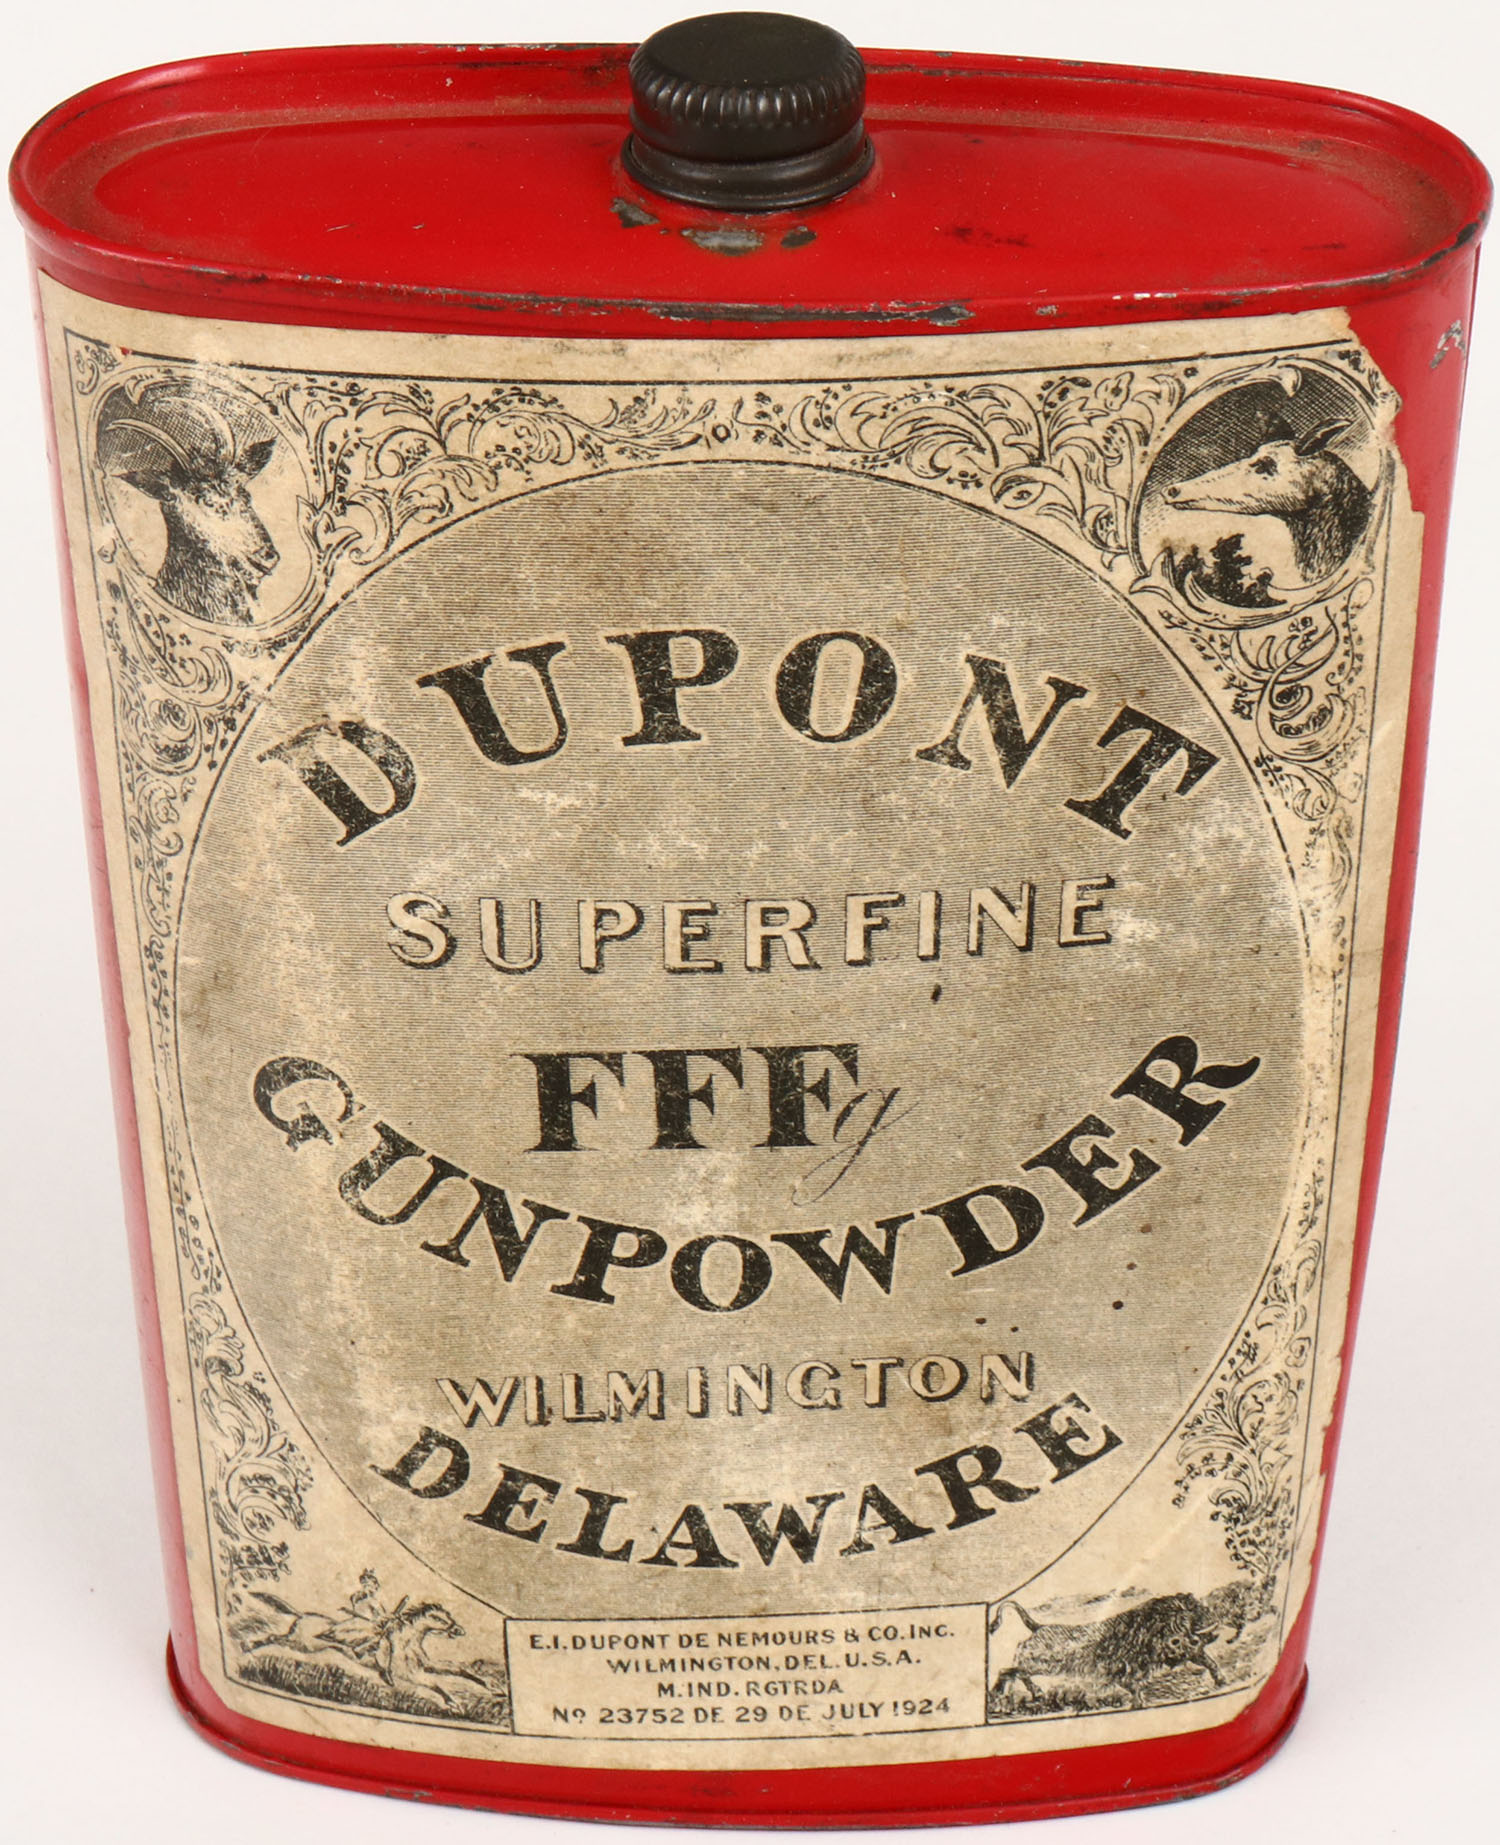 DUPONT
SUPERFINE
FFFg
GUNPOWDER
WILMINGTON
DELAWARE
E.I. DUPONT DE NEMOURS & CO. INC.
WILMINGTON, DEL. U.S.A.
M. IND. RGTRDA
No 23752 DE 29 DE JULY 1924